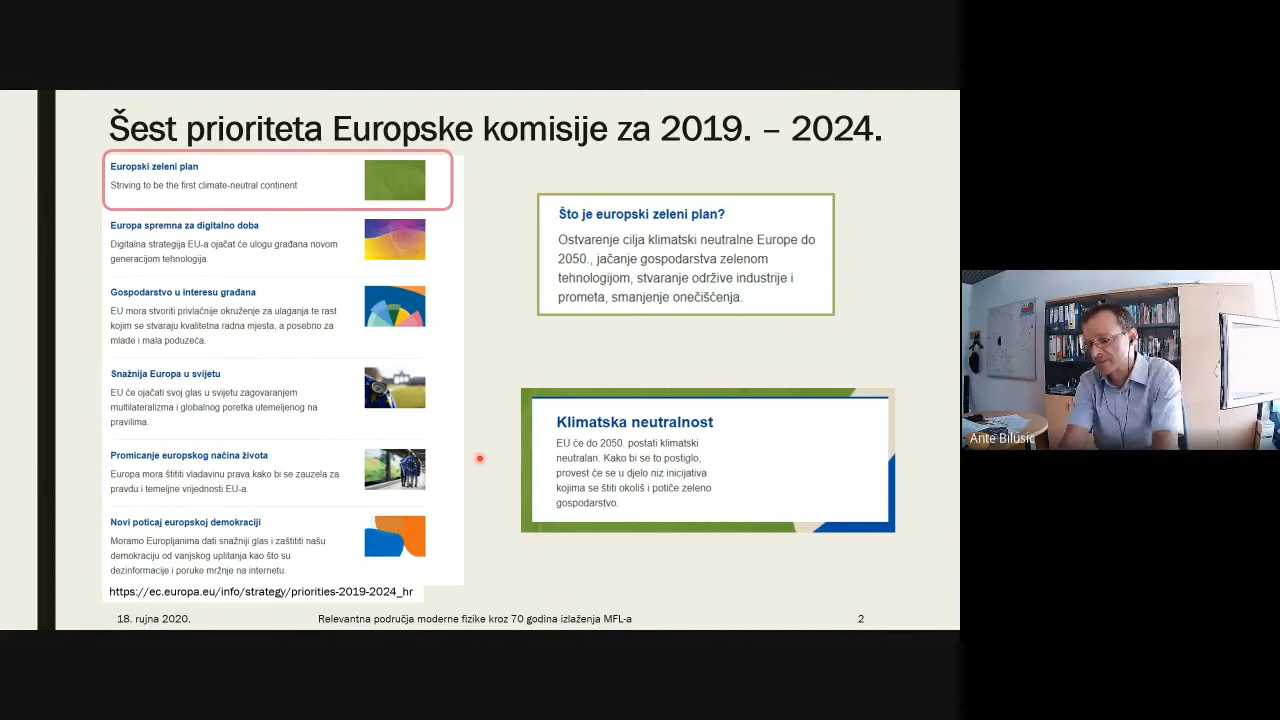 Šest prioriteta Europske komisije za 2019. – 2024.
Europski zeleni plan
Striving to be the first climate-neutral continent
Europa spremna za digitalno doba
Digitalna strategija EU-a ojačat će ulogu građana novom
generacijom tehnologija.
Gospodarstvo u interesu građana
EU mora stvoriti privlačnije okruženje za ulaganja te rast
kojim se stvaraju kvalitetna radna mjesta, a posebno za
mlade i mala poduzeća.
Snažnija Europa u svijetu
EU će ojačati svoj glas u svijetu zagovaranjem
multilateralizma i globalnog poretka utemeljenog na
pravilima.
Promicanje europskog načina života
Europa mora štititi vladavinu prava kako bi se zauzela za
pravdu i temeljne vrijednosti EU-a.
Novi poticaj europskoj demokraciji
Moramo Europljanima dati snažniji glas i zaštititi našu
demokraciju od vanjskog uplitanja kao što su
dezinformacije i poruke mržnje na internetu.
https://ec.europa.eu/info/strategy/priorities-2019-2024_hr
Što je europski zeleni plan?
Ostvarenje cilja klimatski neutralne Europe do
2050., jačanje gospodarstva zelenom
tehnologijom, stvaranje održive industrije i
prometa, smanjenje onečišćenja.
Klimatska neutralnost
EU će do 2050. postati klimatski
neutralan. Kako bi se to postiglo,
provest će se u djelo niz inicijativa
kojima se štiti okoliš i potiče zeleno
gospodarstvo.
18. rujna 2020.
Relevantna područja moderne fizike kroz 70 godina izlaženja MFL-a
2
Ante Bilušić